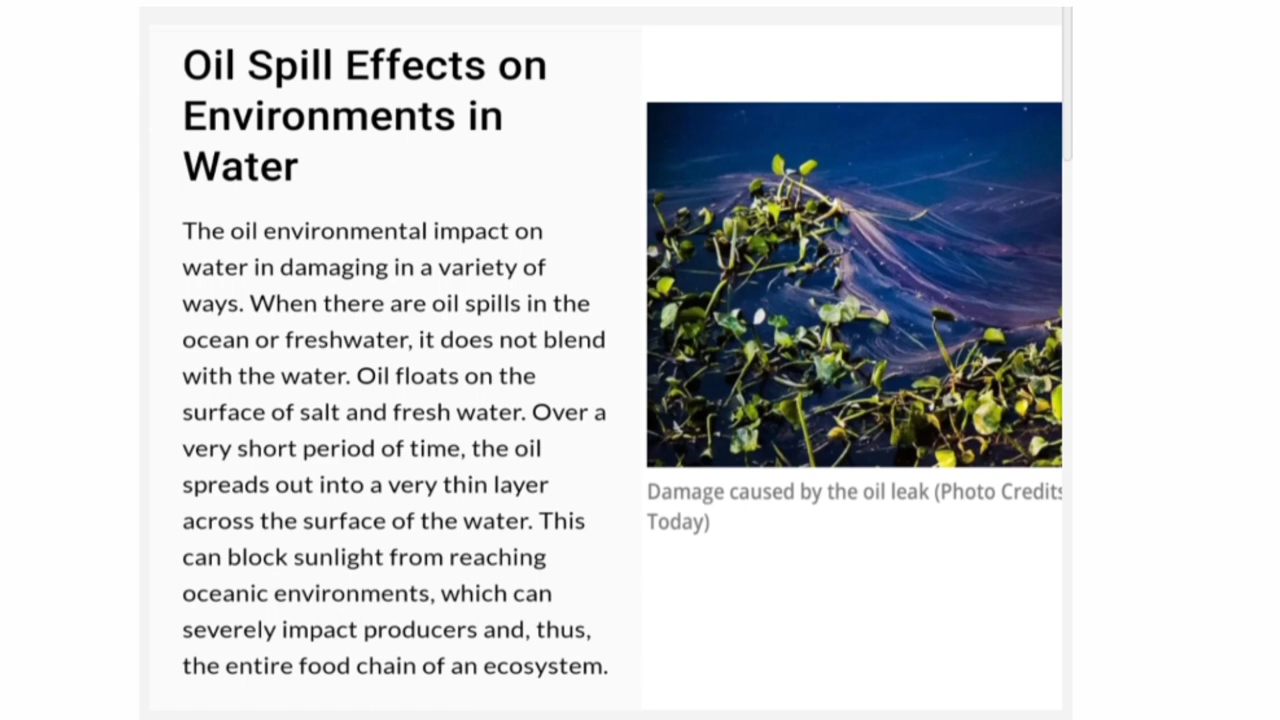 Oil Spill Effects on
Environments in
Water
The oil environmental impact on
water in damaging in a variety of
ways. When there are oil spills in the
ocean or freshwater, it does not blend
with the water. Oil floats on the
surface of salt and fresh water. Over a
very short period of time, the oil
spreads out into a very thin layer
across the surface of the water. This
can block sunlight from reaching
oceanic environments, which can
severely impact producers and, thus,
the entire food chain of an ecosystem.
Damage caused by the oil leak (Photo Credits
Today)